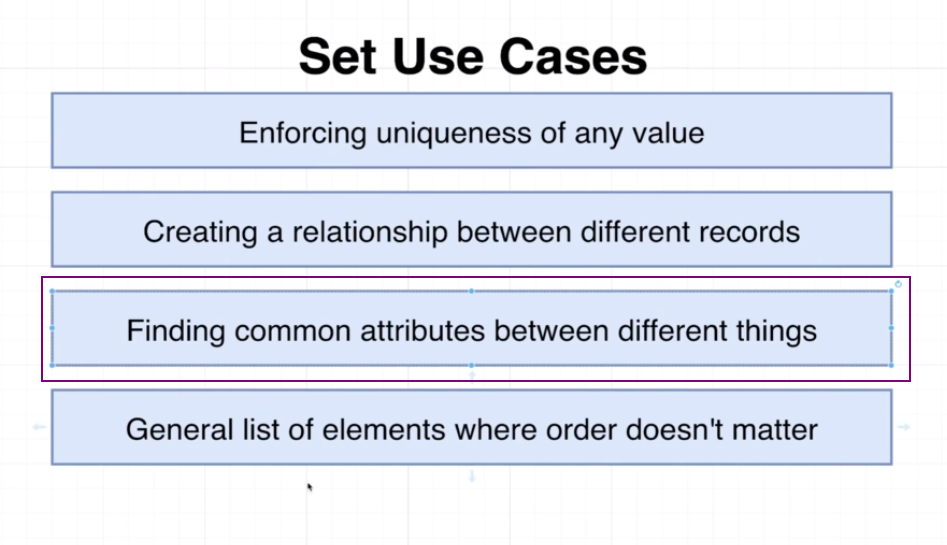 Set Use Cases
Enforcing uniqueness of any value
Creating a relationship between different records
Finding common attributes between different things
General list of elements where order doesn't matter